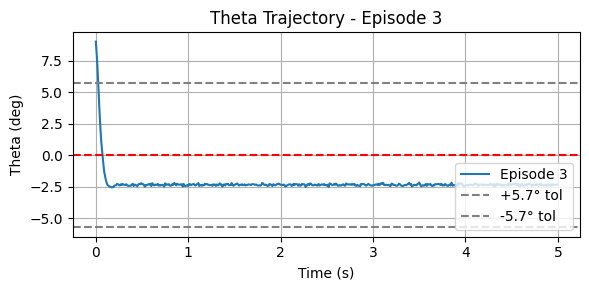 Theta Trajectory - Episode 3
Theta (deg)
7.5
5.0
2.5
0.0
−2.5
−5.0
Episode 3
+5.7° tol
-5.7° tol
0 1 2 3 4 5
Time (s)